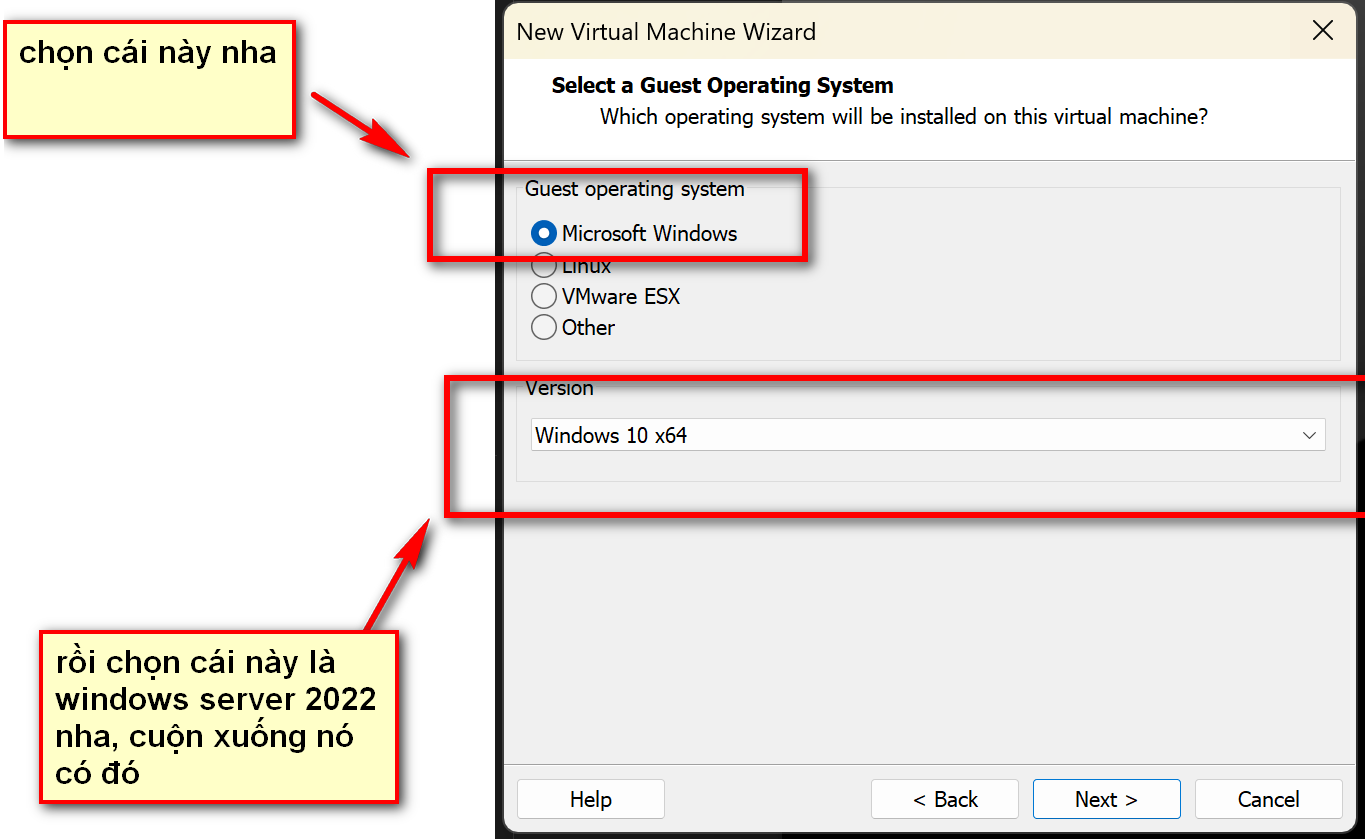 chọn cái này nha
New Virtual Machine Wizard
Select a Guest Operating System
Which operating system will be installed on this virtual machine?
Guest operating system
Microsoft Windows
Linux
VMware ESX
Other
Version
Windows 10 x64
rồi chọn cái này là
windows server 2022
nha, cuộn xuống nó
có đó
Help
< Back
Next >
Cancel